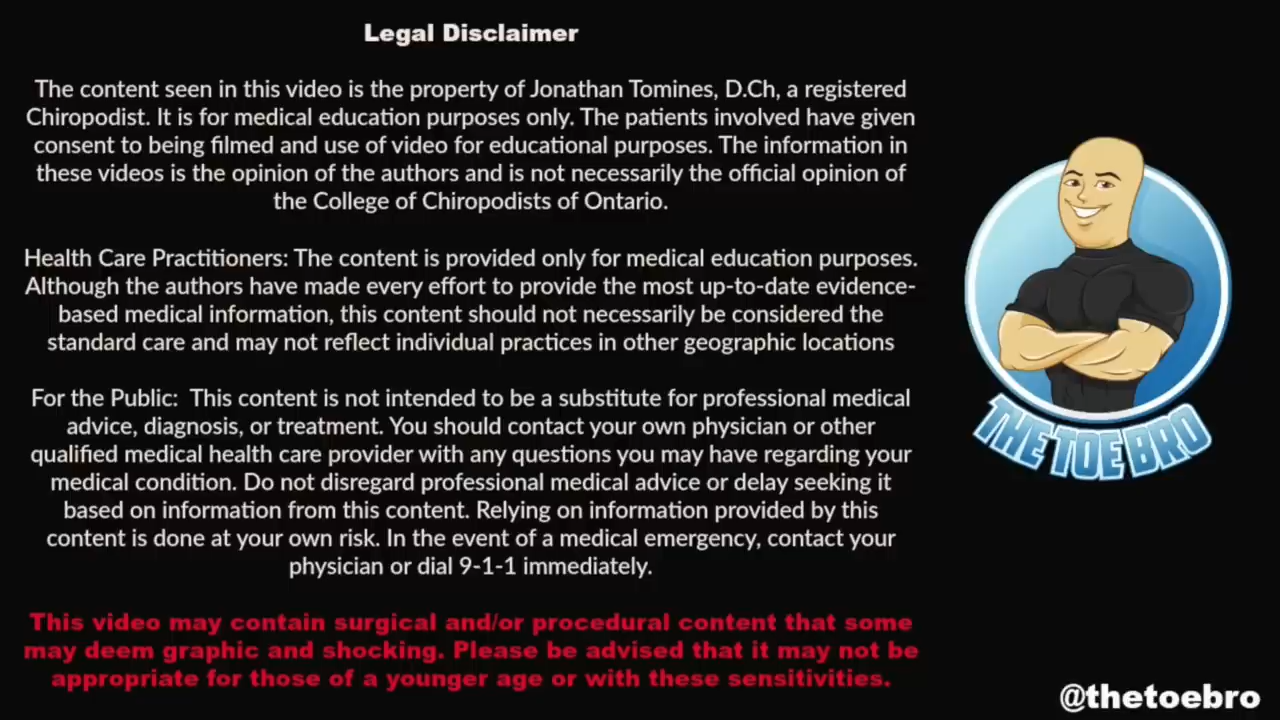 Legal Disclaimer
The content seen in this video is the property of Jonathan Tomines, D.Ch, a registered
Chiropodist. It is for medical education purposes only. The patients involved have given
consent to being filmed and use of video for educational purposes. The information in
these videos is the opinion of the authors and is not necessarily the official opinion of
the College of Chiropodists of Ontario.
Health Care Practitioners: The content is provided only for medical education purposes.
Although the authors have made every effort to provide the most up-to-date evidence-
based medical information, this content should not necessarily be considered the
standard care and may not reflect individual practices in other geographic locations
For the Public: This content is not intended to be a substitute for professional medical
advice, diagnosis, or treatment. You should contact your own physician or other
qualified medical health care provider with any questions you may have regarding your
medical condition. Do not disregard professional medical advice or delay seeking it
based on information from this content. Relying on information provided by this
content is done at your own risk. In the event of a medical emergency, contact your
physician or dial 9-1-1 immediately.
This video may contain surgical and/or procedural content that some
may deem graphic and shocking. Please be advised that it may not be
appropriate for those of a younger age or with these sensitivities.
THE TOE BRO
@thetoebro